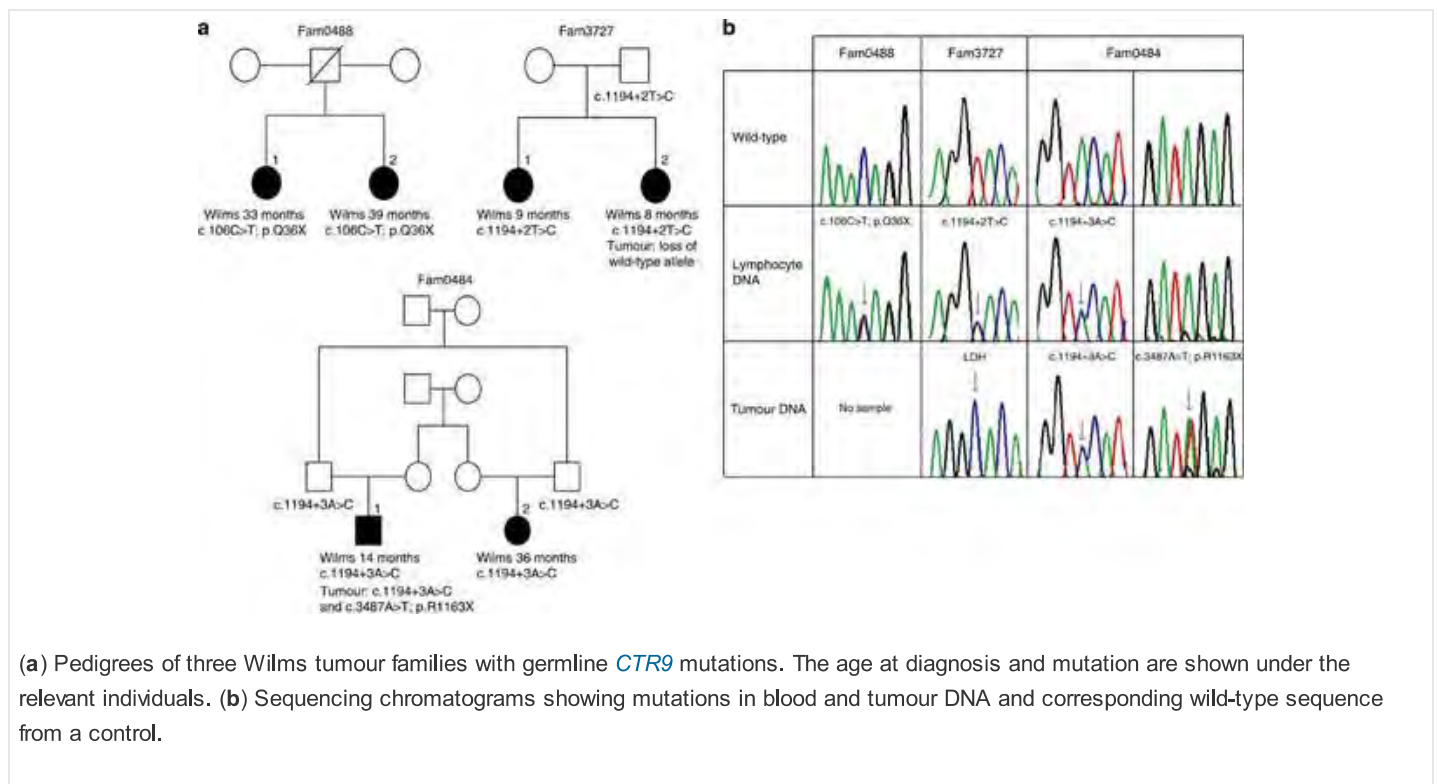 a
Fam0488
Fam3727
c.1194+2T>C
1
2
1
2
Wilms 33 months
c.106C>T; p.Q36X
Wilms 39 months
c.106C>T; p.Q36X
Wilms 9 months
c.1194+2T>C
Wilms 8 months
c.1194+2T>C
Tumour: loss of
wild-type allele
Fam0484
c.1194+3A>C
1
2
c.1194+3A>C
Wilms 14 months
c.1194+3A>C
Tumour: c.1194+3A>C
and c.3487A>T; p.R1163X
Wilms 36 months
c.1194+3A>C
b
Fam0488
Fam3727
Fam0484
Wild-type
Lymphocyte
DNA
c.106C>T; p.Q36X
c.1194+2T>C
c.1194+3A>C
Tumour DNA
No sample
LOH
c.1194+3A>C
c.3487A>T; p.R1163X
(a) Pedigrees of three Wilms tumour families with germline CTR9 mutations. The age at diagnosis and mutation are shown under the
relevant individuals. (b) Sequencing chromatograms showing mutations in blood and tumour DNA and corresponding wild-type sequence
from a control.